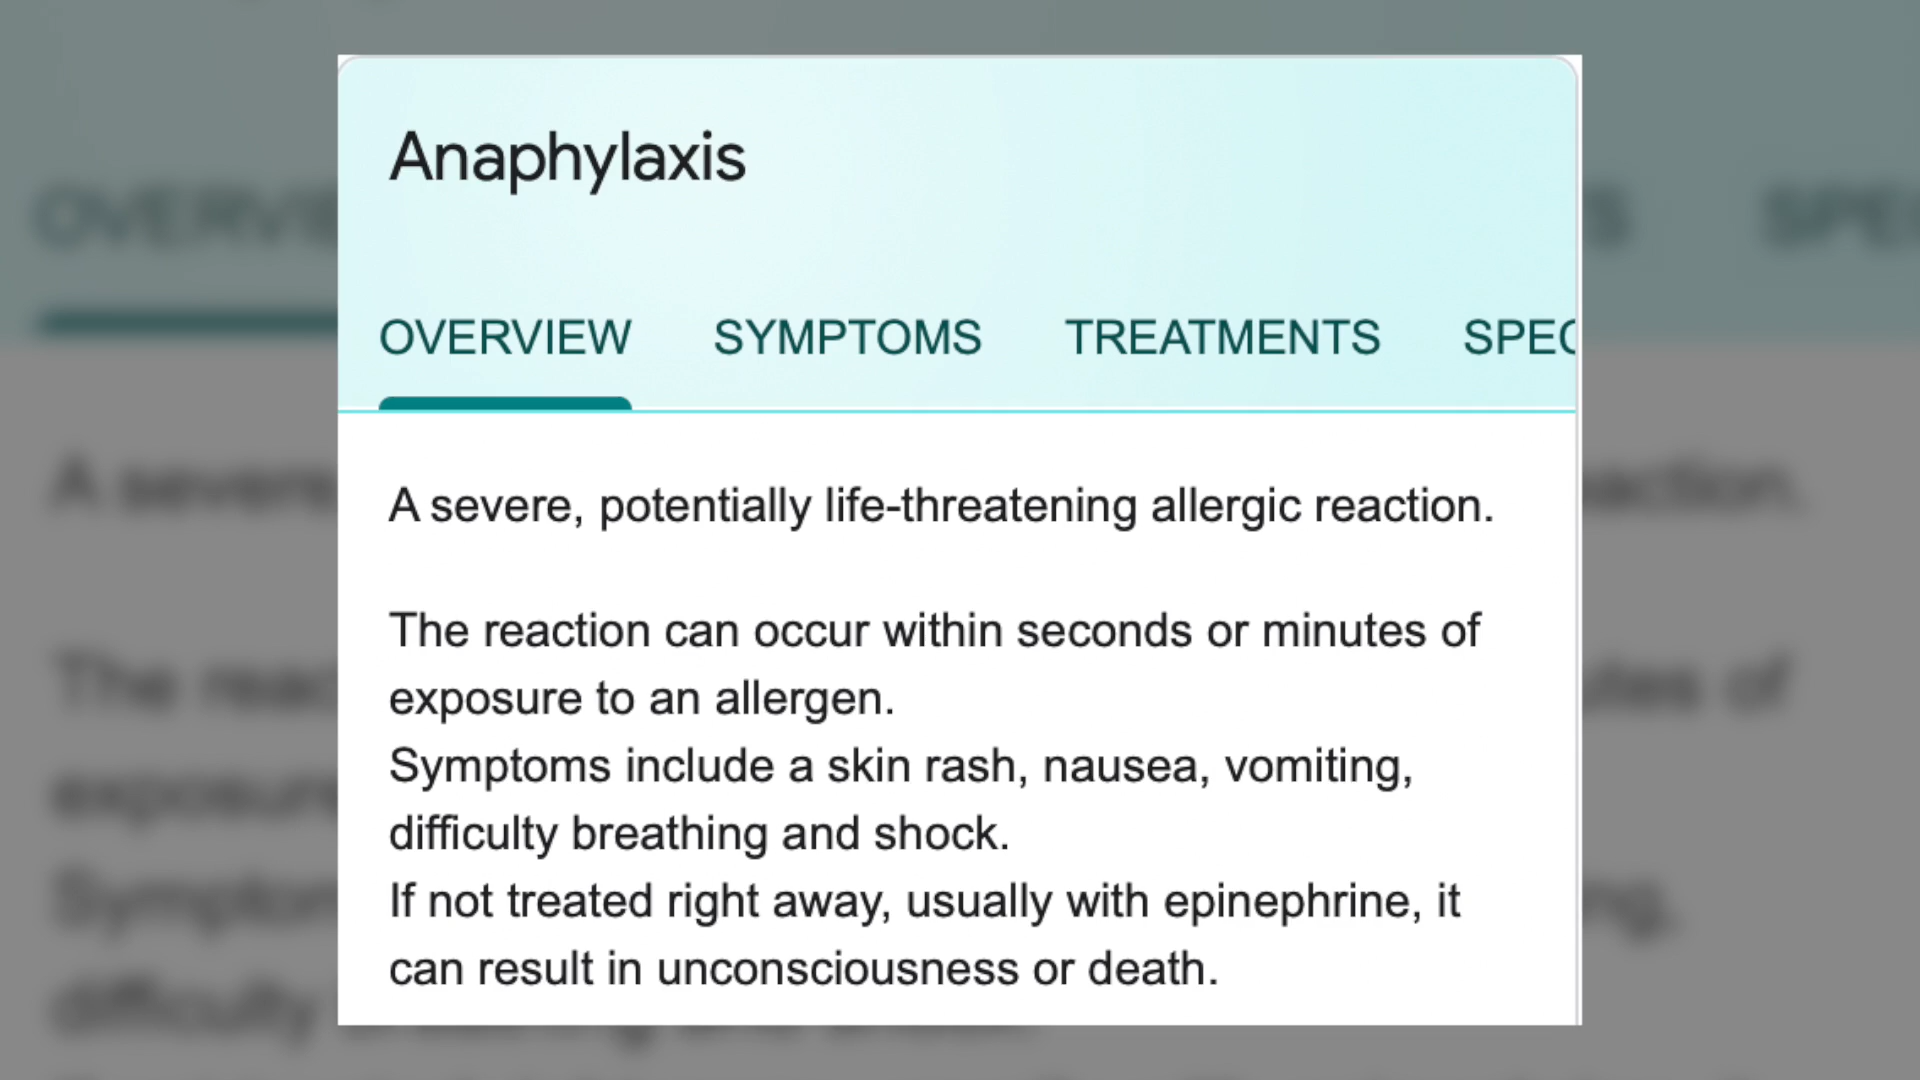 Anaphylaxis
OVERVIEW SYMPTOMS TREATMENTS SPEC
A severe, potentially life-threatening allergic reaction.
The reaction can occur within seconds or minutes of
exposure to an allergen.
Symptoms include a skin rash, nausea, vomiting,
difficulty breathing and shock.
If not treated right away, usually with epinephrine, it
can result in unconsciousness or death.